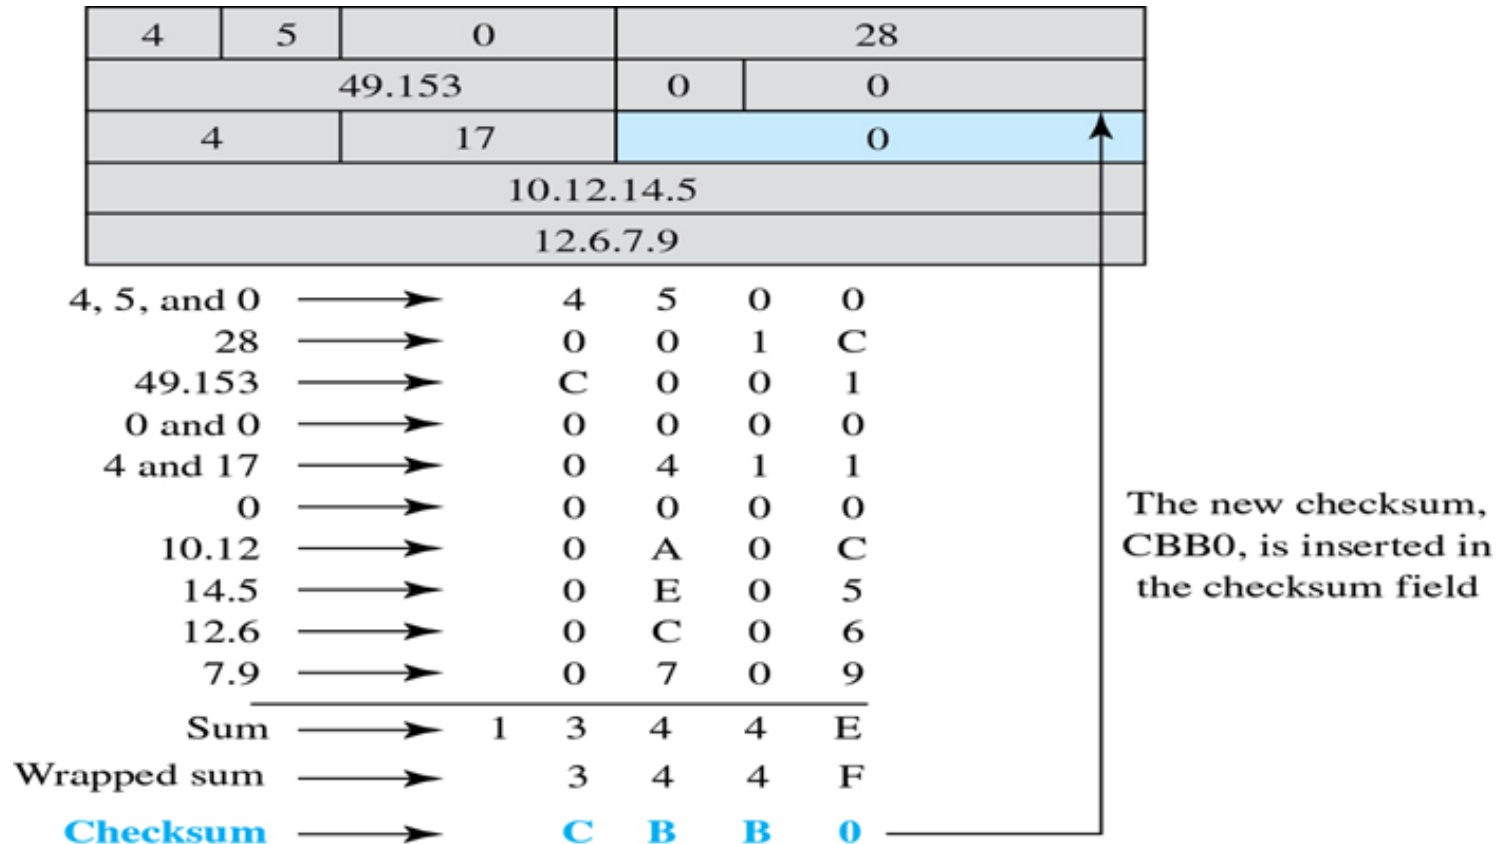 4 5 0 28
49.153 0 0
4 17 0
10.12.14.5
12.6.7.9
4, 5, and 0 4 5 0 0
28 0 0 1 C
49.153 C 0 0 1
0 and 0 0 0 0 0
4 and 17 0 4 1 1
0 0 0 0 0
10.12 0 A 0 C
14.5 0 E 0 5
12.6 0 C 0 6
7.9 0 7 0 9
Sum 1 3 4 4 E
Wrapped sum 3 4 4 F
Checksum C B B 0
The new checksum,
CBB0, is inserted in
the checksum field